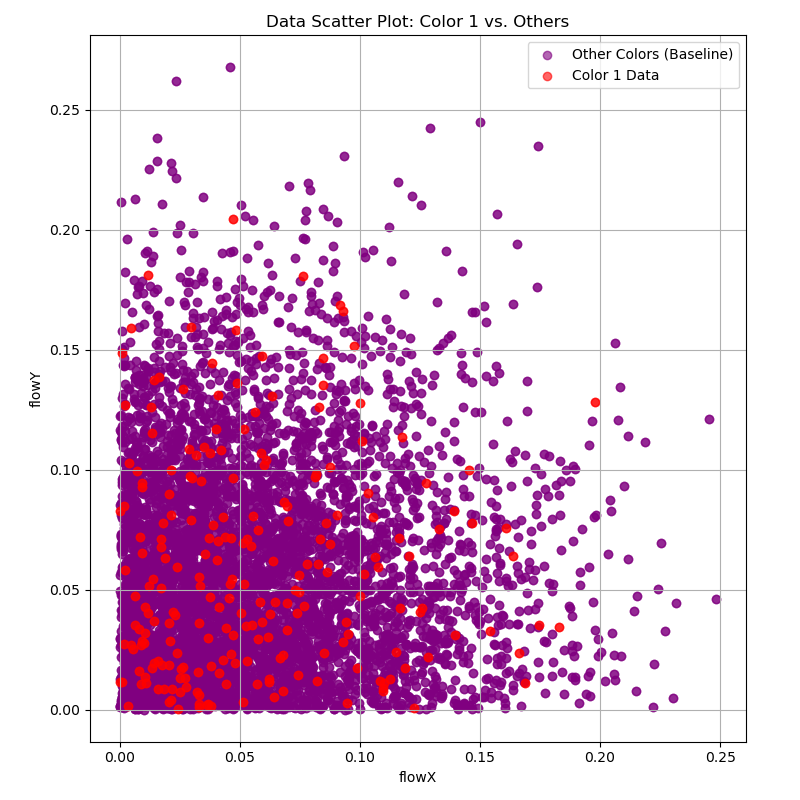 Data Scatter Plot: Color 1 vs. Others
Other Colors (Baseline)
Color 1 Data
flowY
0.25
0.20
0.15
0.10
0.05
0.00
0.00 0.05 0.10 0.15 0.20 0.25
flowX